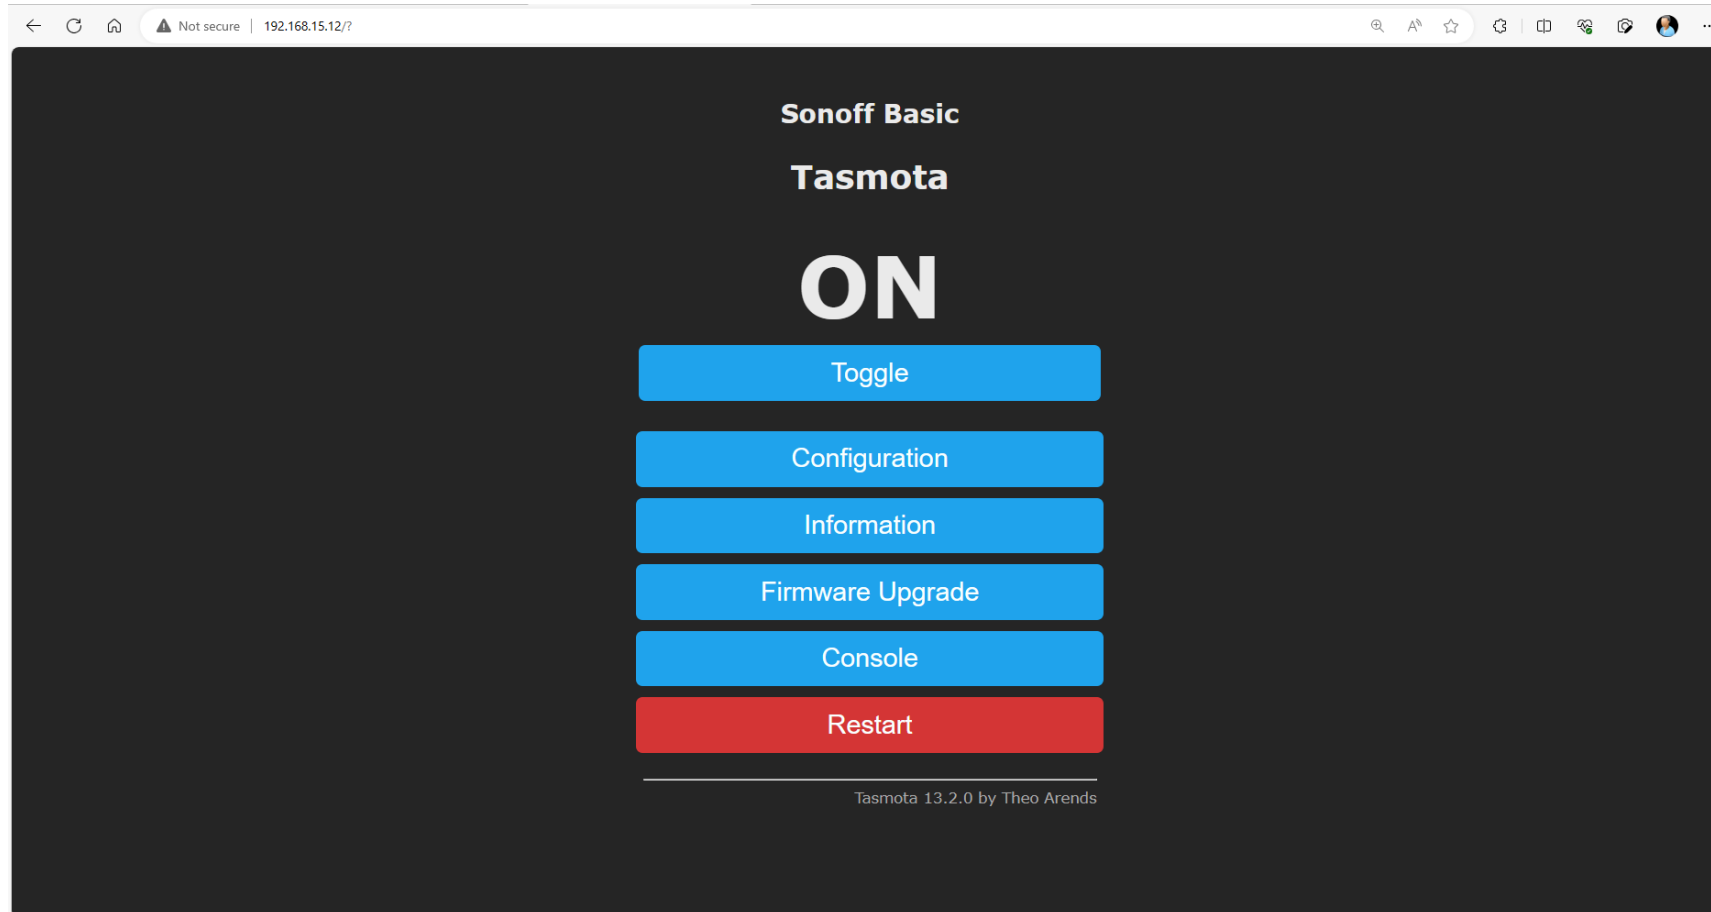 Not secure | 192.168.15.12/?
Sonoff Basic
Tasmota
ON
Toggle
Configuration
Information
Firmware Upgrade
Console
Restart
Tasmota 13.2.0 by Theo Arends